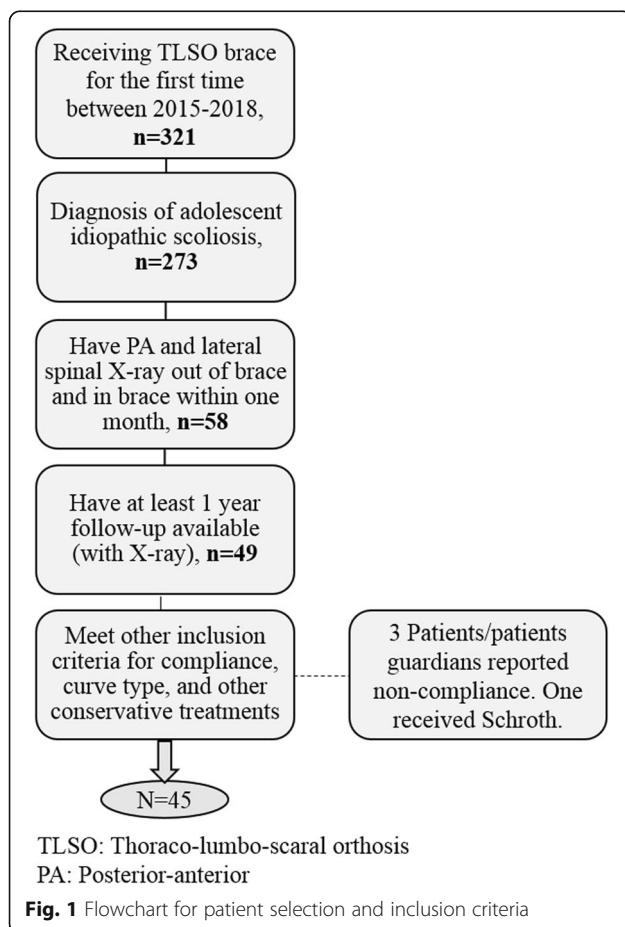 Receiving TLSO brace
for the first time
between 2015-2018,
n=321
Diagnosis of adolescent
idiopathic scoliosis,
n=273
Have PA and lateral
spinal X-ray out of brace
and in brace within one
month, n=58
Have at least 1 year
follow-up available
(with X-ray), n=49
Meet other inclusion
criteria for compliance,
curve type, and other
conservative treatments
3 Patients/patients
guardians reported
non-compliance. One
received Schroth.
N=45
TLSO: Thoraco-lumbo-scaral orthosis
PA: Posterior-anterior
Fig. 1 Flowchart for patient selection and inclusion criteria